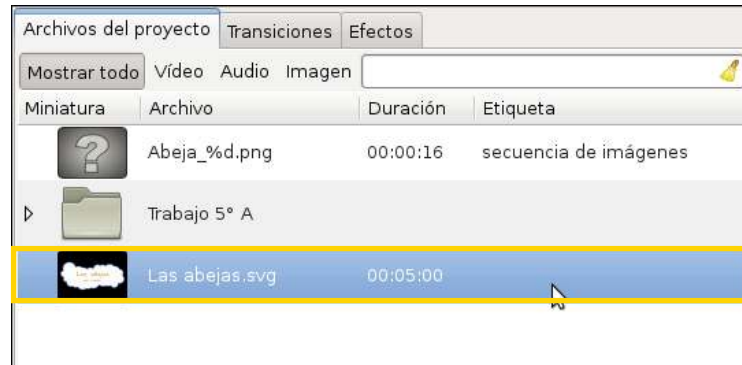 Archivos del proyecto Transiciones Efectos
Mostrar todo Vídeo Audio Imagen
Miniatura Archivo Duración Etiqueta
Abeja_%d.png 00:00:16 secuencia de imágenes
Trabajo 5° A
Las abejas.svg 00:05:00